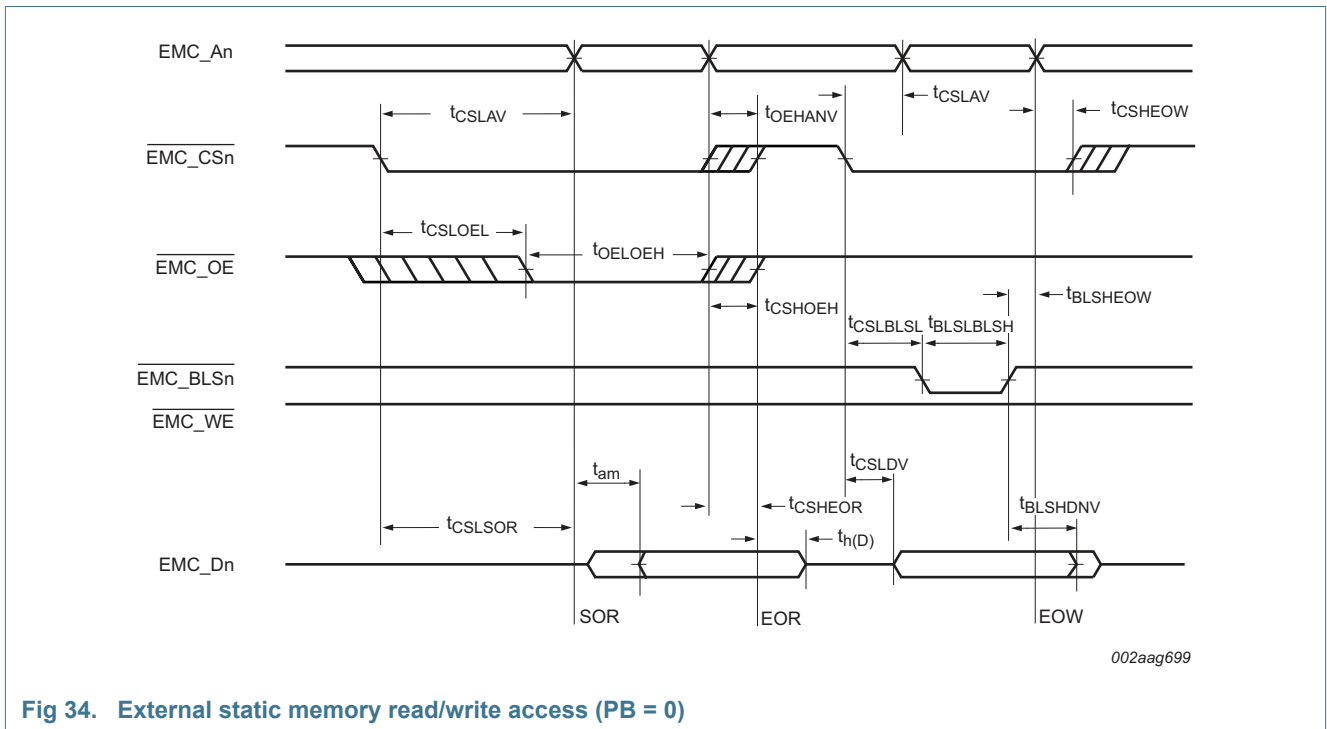 EMC_An
tCSLAV
tOEHANV
tCSLAV
tCSHEOW
EMC_CSn
tCSLOEL
tOELOEH
EMC_OE
tCSHOEH
tBLSHEOW
tCSLBLSL
tBLSLBLSH
EMC_BLSn
EMC_WE
tam
tCSLDV
tCSLSOR
tCSHEOR
tBLSHDNV
th(D)
EMC_Dn
SOR
EOR
EOW
002aag699
Fig 34. External static memory read/write access (PB = 0)